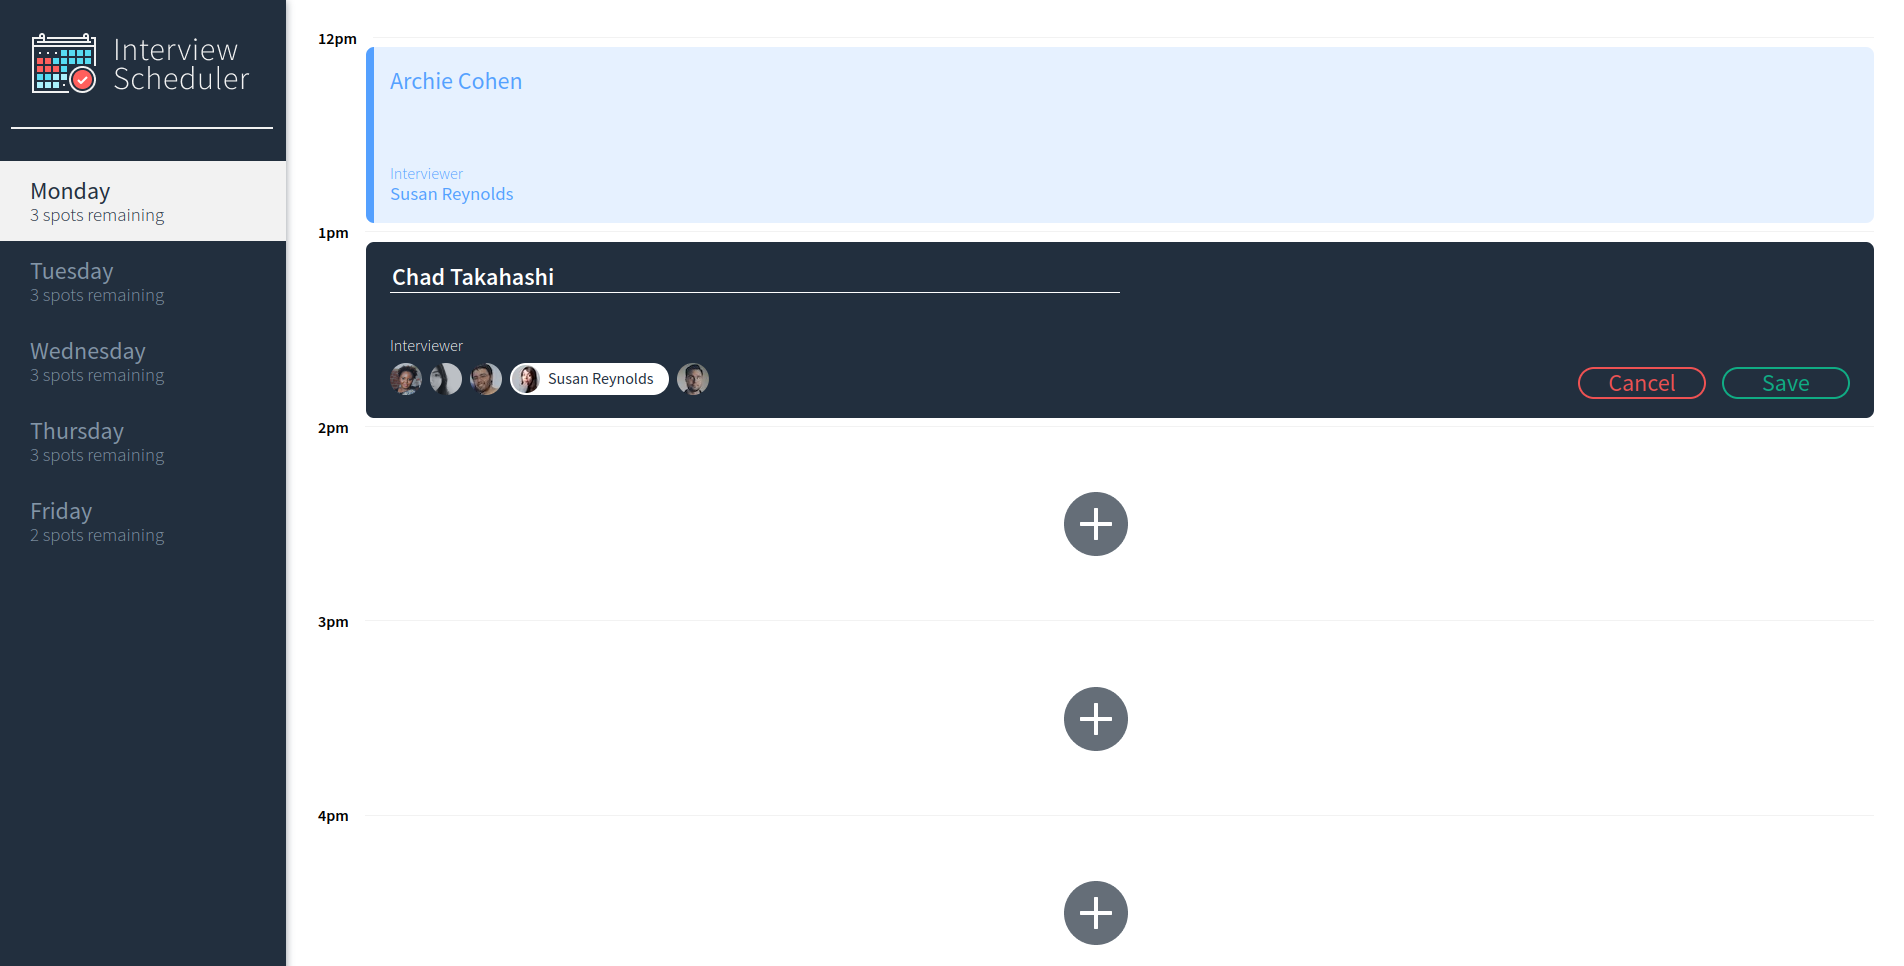 Interview
Scheduler
Monday
3 spots remaining
Tuesday
3 spots remaining
Wednesday
3 spots remaining
Thursday
3 spots remaining
Friday
2 spots remaining
12pm
Archie Cohen
Interviewer
Susan Reynolds
1pm
Chad Takahashi
Interviewer
Susan Reynolds
Cancel
Save
2pm
3pm
4pm